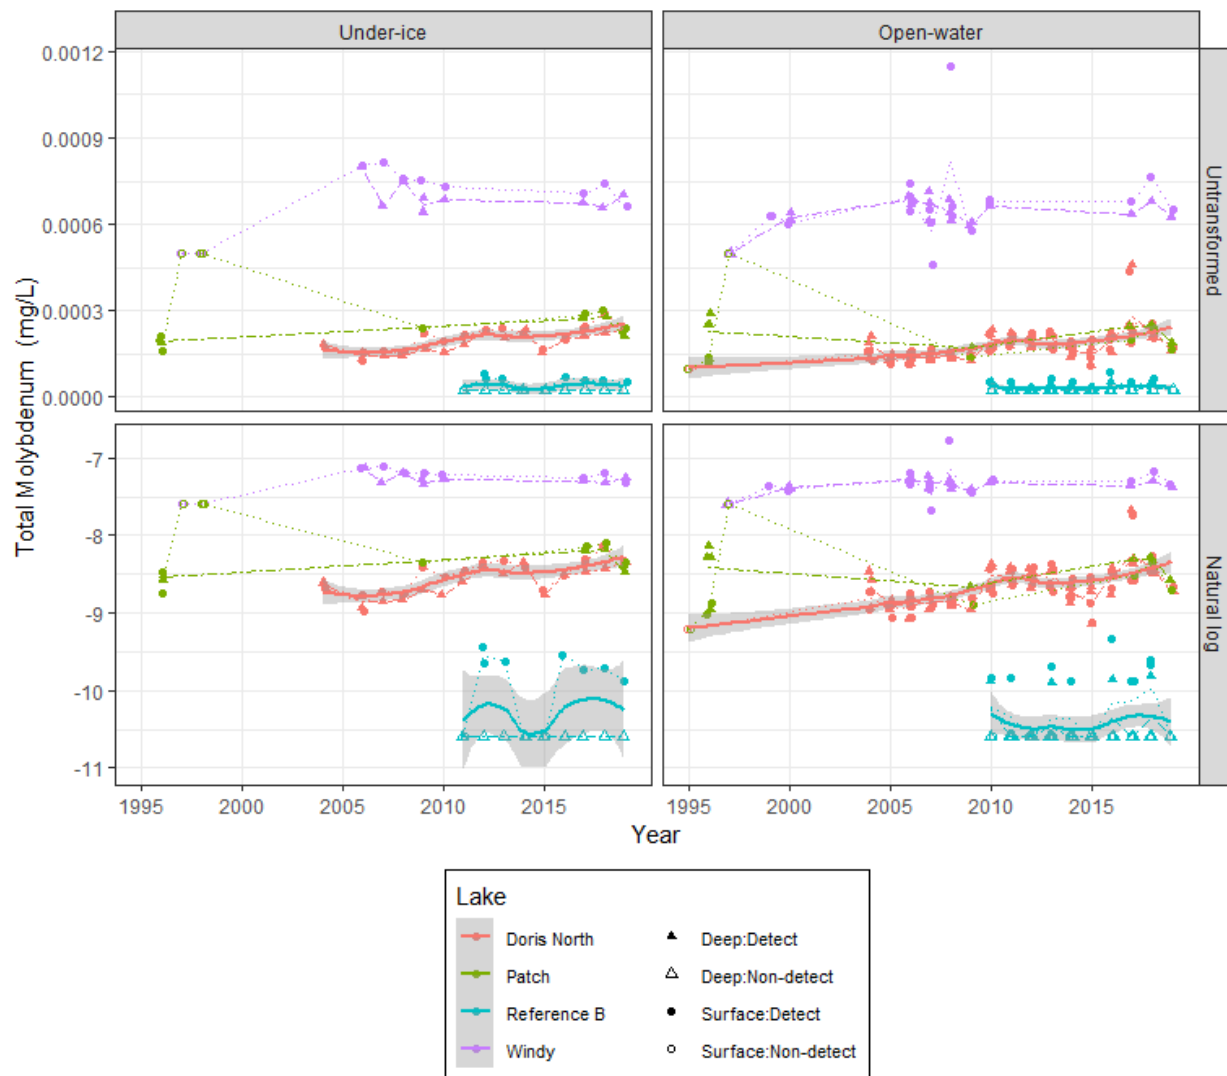 Under-ice
Open-water
Total Molybdenum (mg/L)
0.0012
0.0009
0.0006
0.0003
0.0000
Untransformed
-7
-8
-9
-10
-11
Natural log
1995 2000 2005 2010 2015
1995 2000 2005 2010 2015
Year
Lake
Doris North
Patch
Reference B
Windy
Deep:Detect
Deep:Non-detect
Surface:Detect
Surface:Non-detect